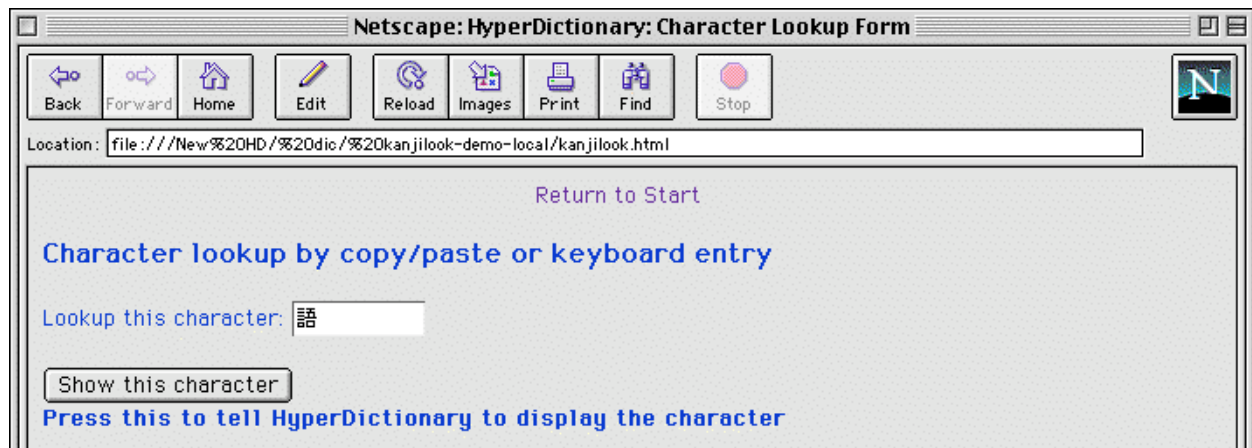 Netscape: HyperDictionary: Character Lookup Form
Back Forward Home Edit Reload Images Print Find Stop N
Location: file:///New%20HD/%20dic/%20kanjilook-demo-local/kanjilook.html
Return to Start
Character lookup by copy/paste or keyboard entry
Lookup this character: 語
Show this character
Press this to tell HyperDictionary to display the character